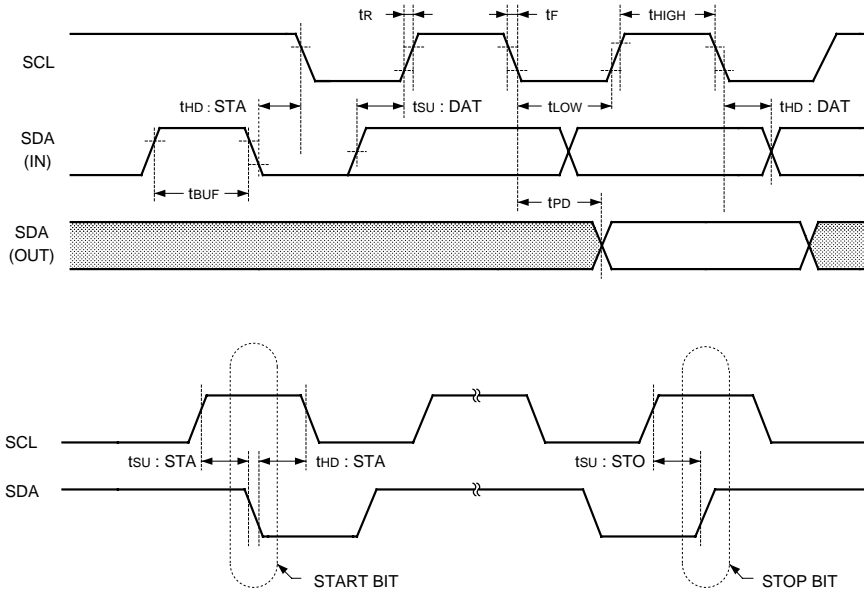 tR tF tHIGH
SCL
tHD : STA tSU : DAT tLOW tHD : DAT
SDA
(IN)
tBUF
tPD
SDA
(OUT)
SCL
tSU : STA tHD : STA tSU : STO
SDA
START BIT STOP BIT